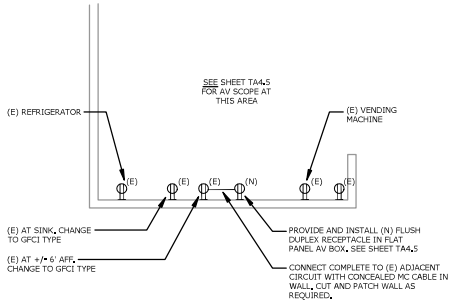 SEE SHEET TA4.5
FOR AV SCOPE AT
THIS AREA
(E) REFRIGERATOR
(E) VENDING
MACHINE
(E)
(E)
(E)
(N)
(E)
(E)
(E) AT SINK. CHANGE
TO GFCI TYPE
(E) AT +/- 6' AFF.
CHANGE TO GFCI TYPE
PROVIDE AND INSTALL (N) FLUSH
DUPLEX RECEPTACLE IN FLAT
PANEL AV BOX. SEE SHEET TA4.5
CONNECT COMPLETE TO (E) ADJACENT
CIRCUIT WITH CONCEALED MC CABLE IN
WALL. CUT AND PATCH WALL AS
REQUIRED.